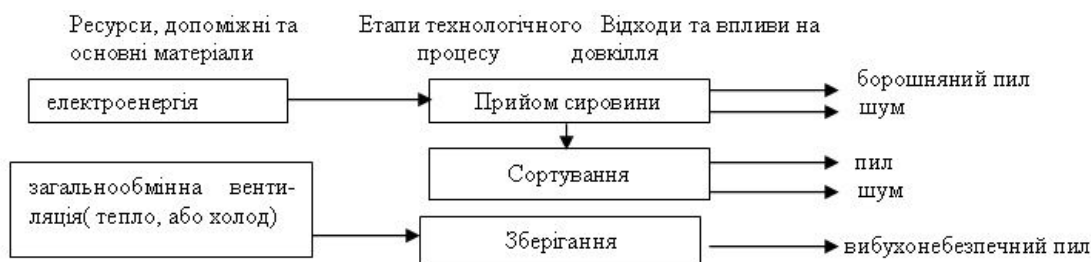 Ресурси, допоміжні та
основні матеріали
Етапи технологічного
процесу
Відходи та впливи на
довкілля
електроенергія
Прийом сировини
борошняний пил
шум
Сортування
пил
шум
загальнообмінна венти-
ляція( тепло, або холод)
Зберігання
вибухонебезпечний пил